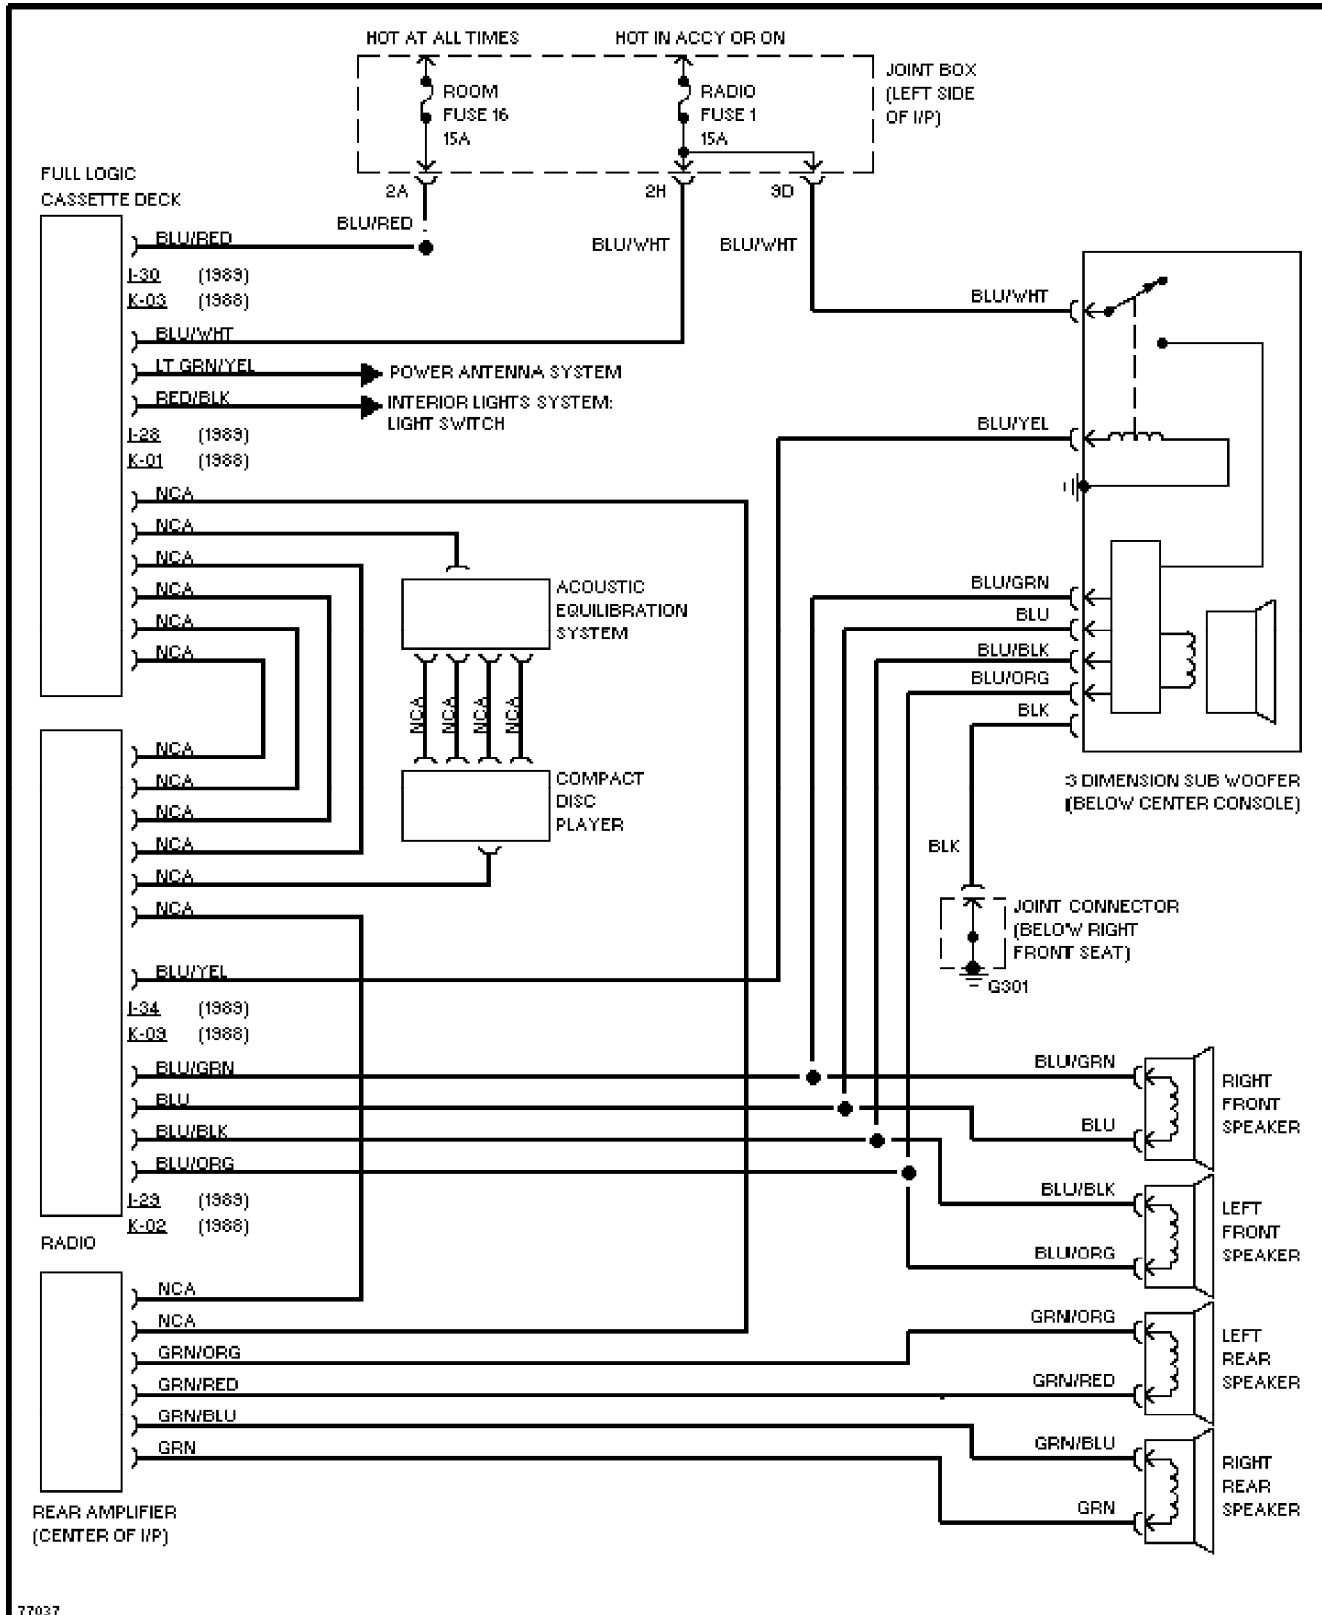 HOT AT ALL TIMES
HOT IN ACCY OR ON
JOINT BOX
(LEFT SIDE
OF I/P)
ROOM
FUSE 16
15A
RADIO
FUSE 1
15A
2A
2H
9D
FULL LOGIC
CASSETTE DECK
BLU/RED
BLU/RED
BLU/WHT
BLU/WHT
I-30 (1989)
K-03 (1988)
BLU/WHT
BLU/WHT
LT GRN/YEL
POWER ANTENNA SYSTEM
RED/BLK
INTERIOR LIGHTS SYSTEM:
LIGHT SWITCH
I-28 (1989)
K-01 (1988)
BLU/YEL
NCA
NCA
NCA
NCA
NCA
NCA
ACOUSTIC
EQUILIBRATION
SYSTEM
NCA
NCA
NCA
NCA
COMPACT
DISC
PLAYER
BLU/GRN
BLU
BLU/BLK
BLU/ORG
BLK
3 DIMENSION SUB WOOFER
(BELOW CENTER CONSOLE)
NCA
NCA
NCA
NCA
NCA
NCA
BLK
JOINT CONNECTOR
(BELOW RIGHT
FRONT SEAT)
G301
BLU/YEL
I-34 (1989)
K-09 (1988)
BLU/GRN
BLU
BLU/BLK
BLU/ORG
I-29 (1989)
K-02 (1988)
RADIO
BLU/GRN
BLU
RIGHT
FRONT
SPEAKER
BLU/BLK
BLU/ORG
LEFT
FRONT
SPEAKER
NCA
NCA
GRN/ORG
GRN/RED
GRN/BLU
GRN
REAR AMPLIFIER
(CENTER OF I/P)
GRN/ORG
GRN/RED
LEFT
REAR
SPEAKER
GRN/BLU
GRN
RIGHT
REAR
SPEAKER
77037